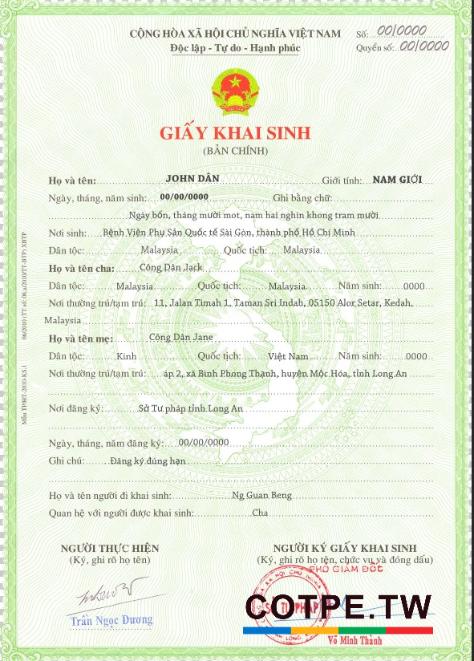 CỘNG HÒA XÃ HỘI CHỦ NGHĨA VIỆT NAM
Độc lập - Tự do - Hạnh phúc
Số: 00/0000
Quyển số: 00/0000
GIẤY KHAI SINH
(BẢN CHÍNH)
Họ và tên: JOHN DÂN Giới tính: NAM GIỚI
Ngày, tháng, năm sinh: 00/00/0000 Ghi bằng chữ:
Ngày bốn, tháng mười mot, nam hai nghin khong tram mười
Nơi sinh: Bệnh Viện Phụ Sản Quốc tế Sài Gòn, thành phố Hồ Chí Minh
Dân tộc: Malaysia Quốc tịch: Malaysia
Họ và tên cha: Công Dân Jack
Dân tộc: Malaysia Quốc tịch: Malaysia Năm sinh: 0000
Nơi thường trú/tạm trú: 11, Jalan Timah 1, Taman Sri Indah, 05150 Alor Setar, Kedah,
Malaysia
Họ và tên mẹ: Công Dân Jane
Dân tộc: Kinh Quốc tịch: Việt Nam Năm sinh: 0000
Nơi thường trú/tạm trú: áp 2, xã Bình Phong Thạnh, huyện Mộc Hóa, tỉnh Long An
Nơi đăng ký: Sở Tư pháp tỉnh Long An
Ngày, tháng, năm đăng ký: 00/00/0000
Ghi chú: Đăng ký đúng hạn
Họ và tên người đi khai sinh: Ng Guan Beng
Quan hệ với người được khai sinh: Cha
NGƯỜI THỰC HIỆN
(Ký, ghi rõ họ tên)
Trần Ngọc Dương
NGƯỜI KÝ GIẤY KHAI SINH
(Ký, ghi rõ họ tên, chức vụ và đóng dấu)
PHÓ GIÁM ĐỐC
SỞ TƯ PHÁP
COTPE.TW
Võ Minh Thành